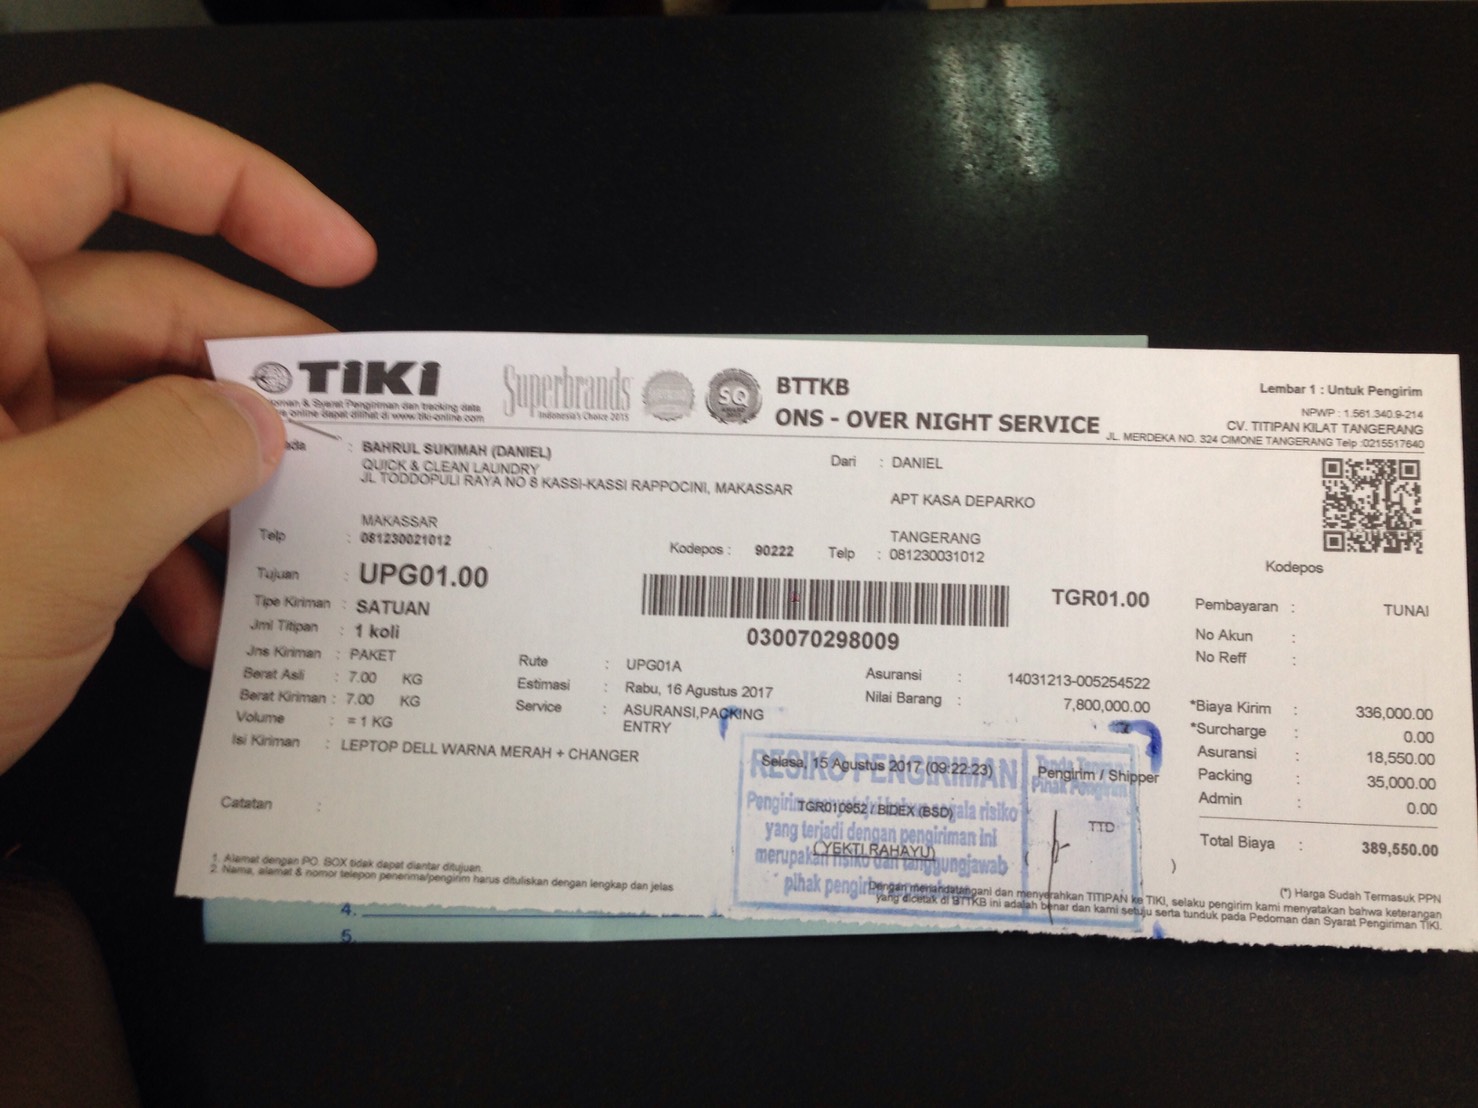 TiKi
Pedoman & Syarat Pengiriman dan tracking data
online dapat dilihat di www.tiki-online.com
Superbrands
Indonesia's Choice 2015
SQ
BTTKB
ONS - OVER NIGHT SERVICE
Lembar 1 : Untuk Pengirim
NPWP : 1.561.340.9-214
CV. TITIPAN KILAT TANGERANG
JL. MERDEKA NO. 324 CIMONE TANGERANG Telp :0215517640
: BAHRUL SUKIMAH (DANIEL)
QUICK & CLEAN LAUNDRY
JL TODDOPULI RAYA NO 8 KASSI-KASSI RAPPOCINI, MAKASSAR
MAKASSAR
Telp : 081230021012
Kodepos : 90222
Dari : DANIEL
APT KASA DEPARKO
TANGERANG
Telp : 081230031012
Kodepos
Tujuan : UPG01.00
030070298009
TGR01.00
Tipe Kiriman : SATUAN
Jml Titipan : 1 koli
Jns Kiriman : PAKET
Berat Asli : 7.00 KG
Berat Kiriman : 7.00 KG
Volume : = 1 KG
Isi Kiriman : LEPTOP DELL WARNA MERAH + CHANGER
Catatan :
Rute : UPG01A
Estimasi : Rabu, 16 Agustus 2017
Service : ASURANSI,PACKING
ENTRY
Asuransi : 14031213-005254522
Nilai Barang : 7,800,000.00
Pembayaran : TUNAI
No Akun :
No Reff :
*Biaya Kirim : 336,000.00
*Surcharge : 0.00
Asuransi : 18,550.00
Packing : 35,000.00
Admin : 0.00
Total Biaya : 389,550.00
(*) Harga Sudah Termasuk PPN
RESIKO PENGIRIMAN
Selasa, 15 Agustus 2017 (09:22:23)
Pengirim / Shipper
TGR010952 / BIDEX (BSD)
segala risiko
yang terjadi dengan pengiriman ini
(YEKTI RAHAYU)
merupakan risiko dan tanggungjawab
pihak pengirim
TTD
( )
1. Alamat dengan PO. BOX tidak dapat diantar ditujuan.
2. Nama, alamat & nomor telepon penerima/pengirim harus dituliskan dengan lengkap dan jelas
Dengan menandatangani dan menyerahkan TITIPAN ke TIKI, selaku pengirim kami menyatakan bahwa keterangan
yang dicetak di BTTKB ini adalah benar dan kami setuju serta tunduk pada Pedoman dan Syarat Pengiriman TIKI.
4.
5.